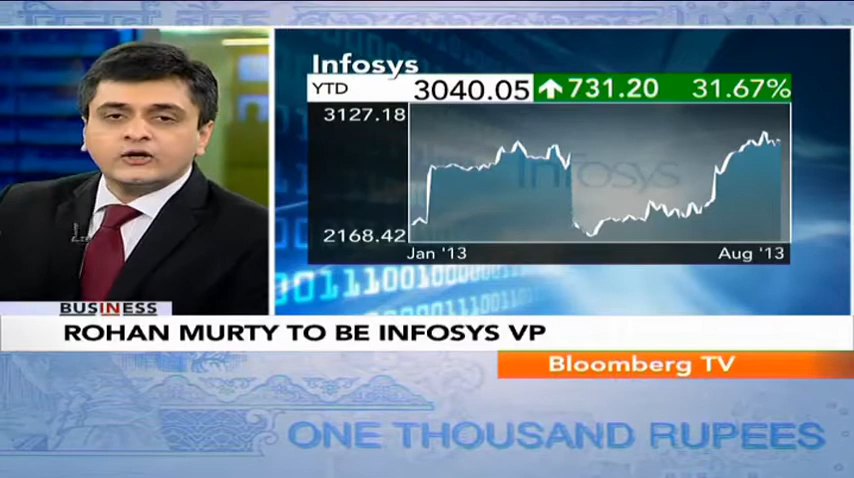 Infosys
YTD 3040.05 731.20 31.67%
3127.18
Infosys
2168.42
Jan '13 Aug '13
BUSINESS
ROHAN MURTY TO BE INFOSYS VP
Bloomberg TV
ONE THOUSAND RUPEES